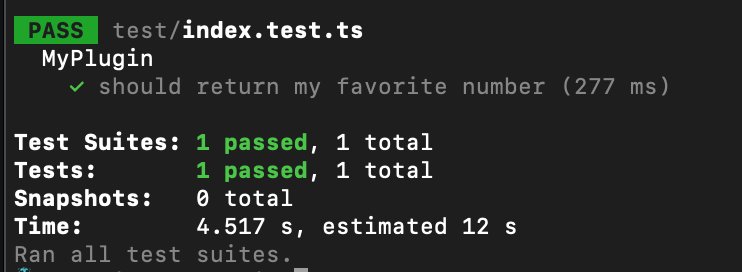 PASS test/index.test.ts
MyPlugin
✓ should return my favorite number (277 ms)
Test Suites: 1 passed, 1 total
Tests: 1 passed, 1 total
Snapshots: 0 total
Time: 4.517 s, estimated 12 s
Ran all test suites.